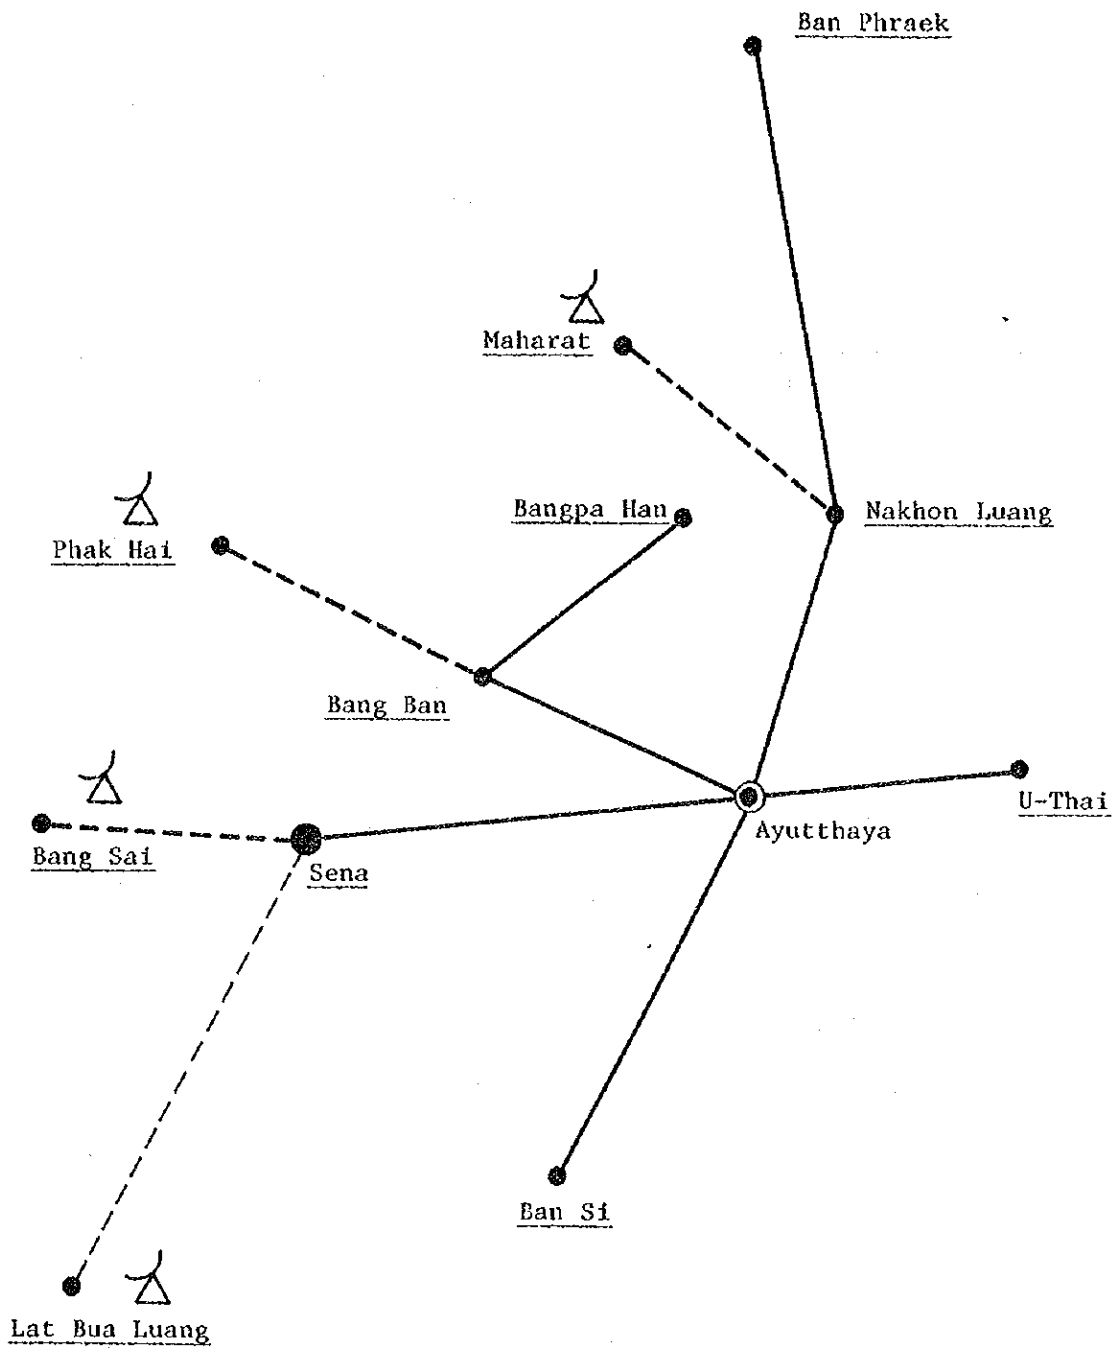 Ban Phraek
Maharat
Bangpa Han
Nakhon Luang
Phak Hai
Bang Ban
U-Thai
Ayutthaya
Bang Sai
Sena
Ban Si
Lat Bua Luang